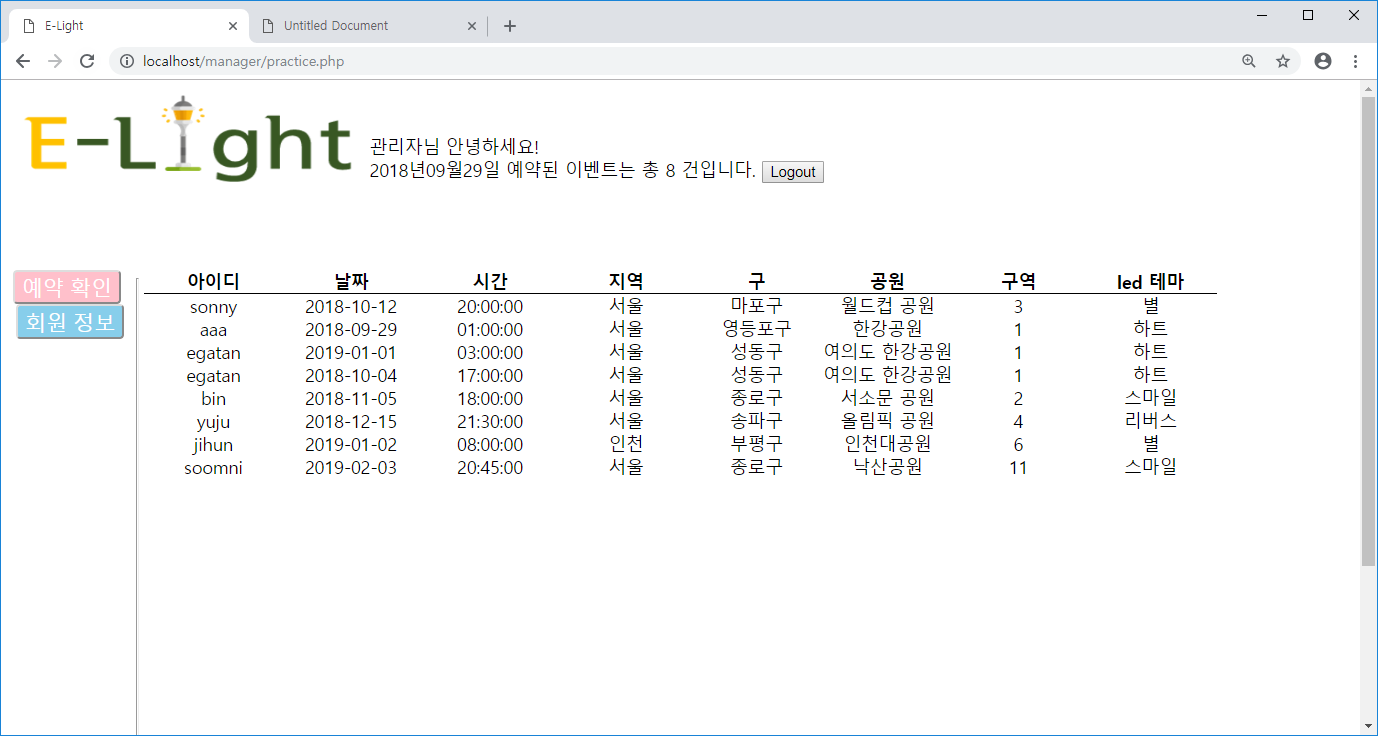 E-Light
Untitled Document
localhost/manager/practice.php
E-Light
관리자님 안녕하세요!
2018년09월29일 예약된 이벤트는 총 8 건입니다. Logout
예약 확인
회원 정보
아이디 날짜 시간 지역 구 공원 구역 led 테마
sonny 2018-10-12 20:00:00 서울 마포구 월드컵 공원 3 별
aaa 2018-09-29 01:00:00 서울 영등포구 한강공원 1 하트
egatan 2019-01-01 03:00:00 서울 성동구 여의도 한강공원 1 하트
egatan 2018-10-04 17:00:00 서울 성동구 여의도 한강공원 1 하트
bin 2018-11-05 18:00:00 서울 종로구 서소문 공원 2 스마일
yuju 2018-12-15 21:30:00 서울 송파구 올림픽 공원 4 리버스
jihun 2019-01-02 08:00:00 인천 부평구 인천대공원 6 별
soomni 2019-02-03 20:45:00 서울 종로구 낙산공원 11 스마일